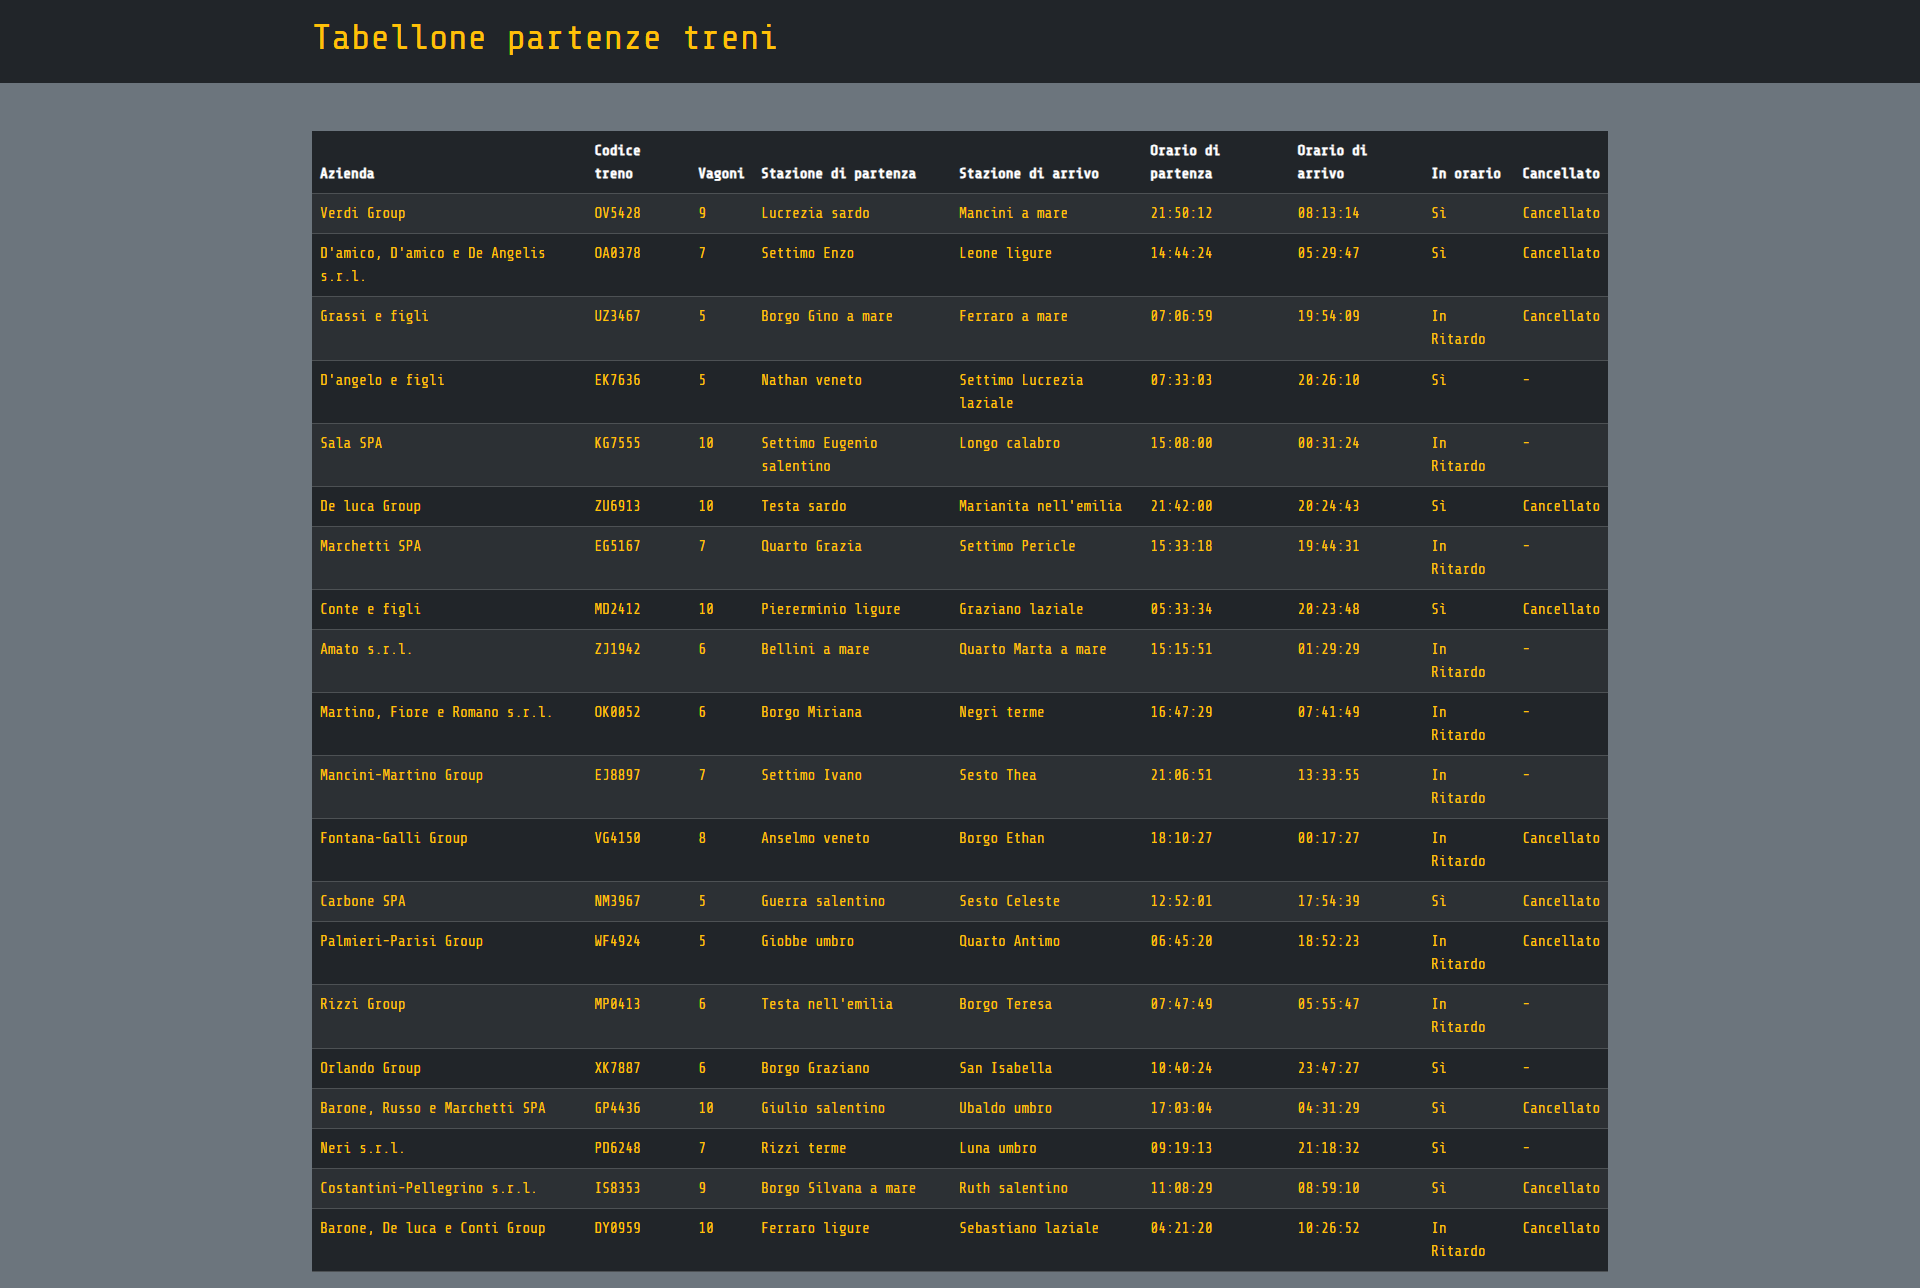 Tabellone partenze treni
Azienda Codice treno Vagoni Stazione di partenza Stazione di arrivo Orario di partenza Orario di arrivo In orario Cancellato
Verdi Group OV5428 9 Lucrezia sardo Mancini a mare 21:50:12 08:13:14 Sì Cancellato
D'amico, D'amico e De Angelis s.r.l. OA0378 7 Settimo Enzo Leone ligure 14:44:24 05:29:47 Sì Cancellato
Grassi e figli UZ3467 5 Borgo Gino a mare Ferraro a mare 07:06:59 19:54:09 In Ritardo Cancellato
D'angelo e figli EK7636 5 Nathan veneto Settimo Lucrezia laziale 07:33:03 20:26:10 Sì -
Sala SPA KG7555 10 Settimo Eugenio salentino Longo calabro 15:08:00 00:31:24 In Ritardo -
De luca Group ZU6913 10 Testa sardo Marianita nell'emilia 21:42:00 20:24:43 Sì Cancellato
Marchetti SPA EG5167 7 Quarto Grazia Settimo Pericle 15:33:18 19:44:31 In Ritardo -
Conte e figli MD2412 10 Piererminio ligure Graziano laziale 05:33:34 20:23:48 Sì Cancellato
Amato s.r.l. ZJ1942 6 Bellini a mare Quarto Marta a mare 15:15:51 01:29:29 In Ritardo -
Martino, Fiore e Romano s.r.l. OK0052 6 Borgo Miriana Negri terme 16:47:29 07:41:49 In Ritardo -
Mancini-Martino Group EJ8897 7 Settimo Ivano Sesto Thea 21:06:51 13:33:55 In Ritardo -
Fontana-Galli Group VG4150 8 Anselmo veneto Borgo Ethan 18:10:27 00:17:27 In Ritardo Cancellato
Carbone SPA NM3967 5 Guerra salentino Sesto Celeste 12:52:01 17:54:39 Sì Cancellato
Palmieri-Parisi Group WF4924 5 Giobbe umbro Quarto Antimo 06:45:20 18:52:23 In Ritardo Cancellato
Rizzi Group MP0413 6 Testa nell'emilia Borgo Teresa 07:47:49 05:55:47 In Ritardo -
Orlando Group XK7887 6 Borgo Graziano San Isabella 10:40:24 23:47:27 Sì -
Barone, Russo e Marchetti SPA GP4436 10 Giulio salentino Ubaldo umbro 17:03:04 04:31:29 Sì Cancellato
Neri s.r.l. PD6248 7 Rizzi terme Luna umbro 09:19:13 21:18:32 Sì -
Costantini-Pellegrino s.r.l. IS8353 9 Borgo Silvana a mare Ruth salentino 11:08:29 08:59:10 Sì Cancellato
Barone, De luca e Conti Group DY0959 10 Ferraro ligure Sebastiano laziale 04:21:20 10:26:52 In Ritardo Cancellato